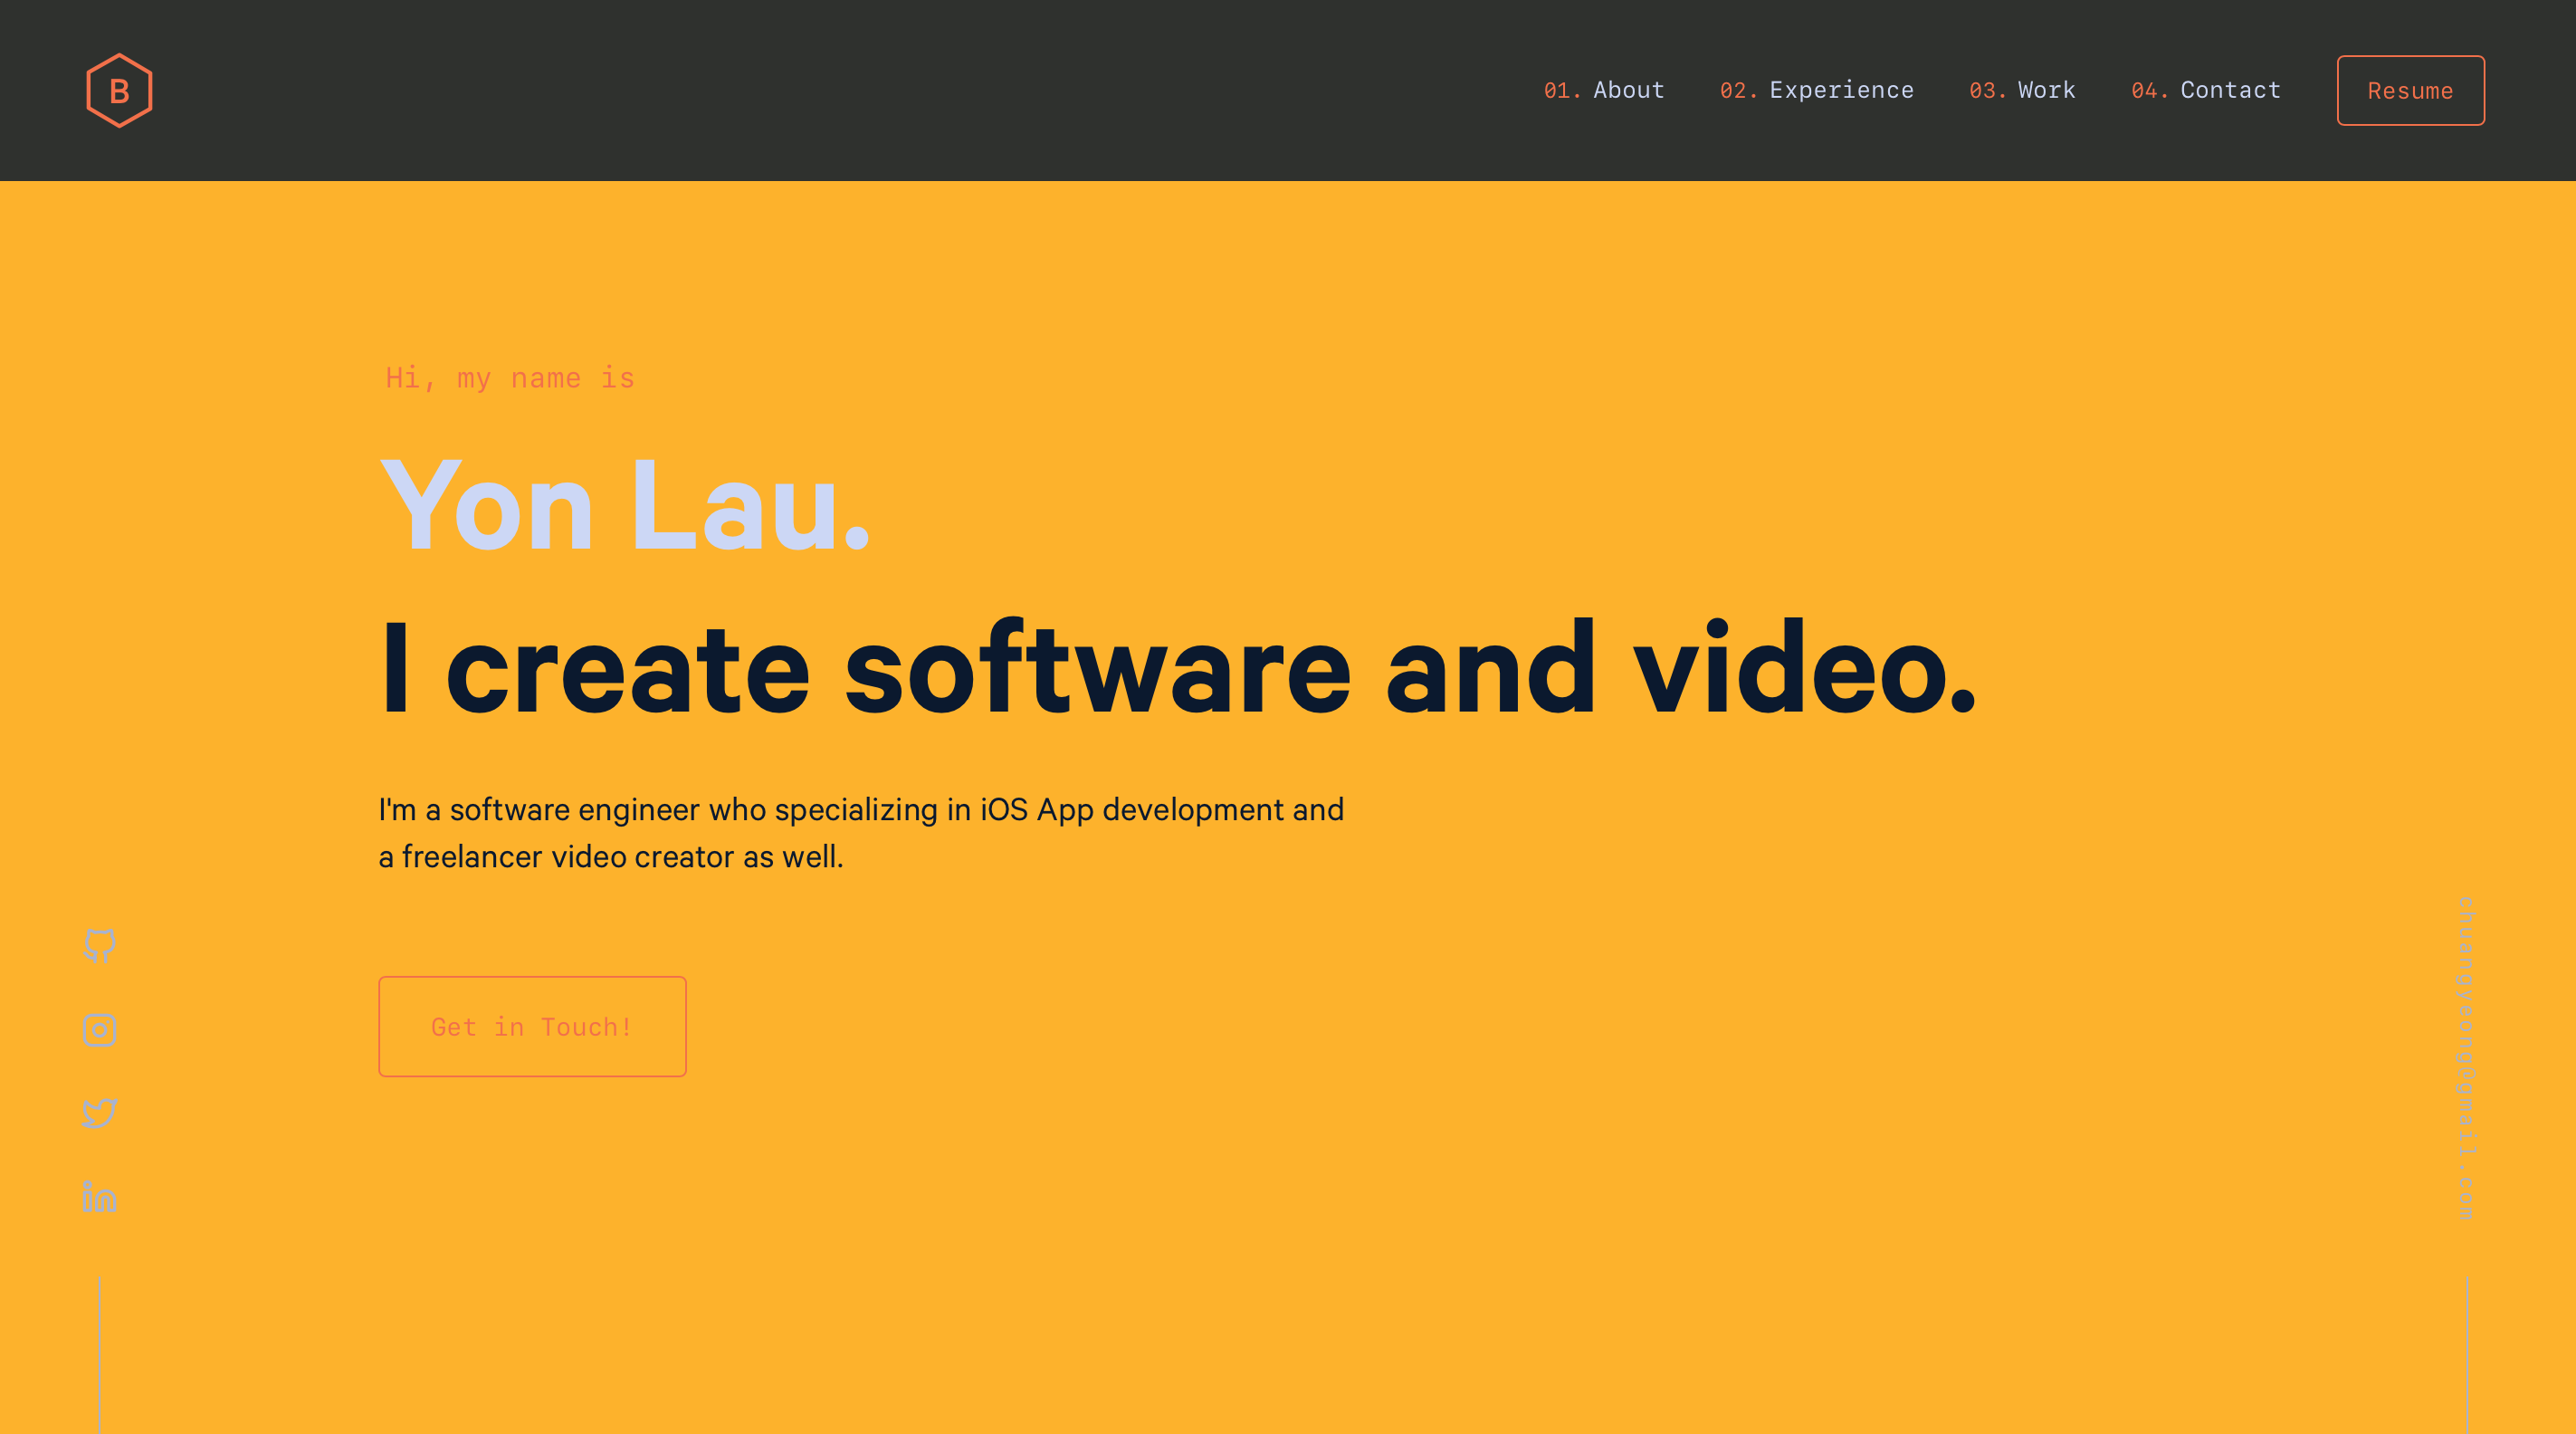 B
01. About 02. Experience 03. Work 04. Contact Resume
Hi, my name is
Yon Lau.
I create software and video.
I'm a software engineer who specializing in iOS App development and
a freelancer video creator as well.
Get in Touch!
chuangyeong@gmail.com